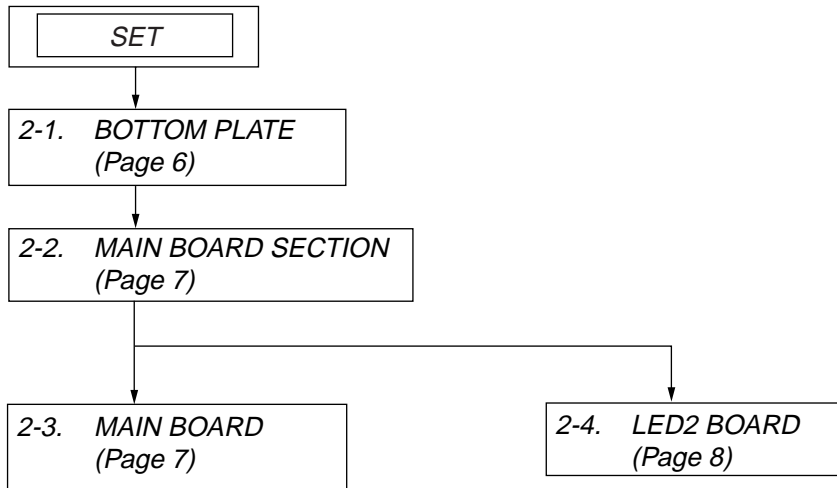 SET
2-1. BOTTOM PLATE
(Page 6)
2-2. MAIN BOARD SECTION
(Page 7)
2-3. MAIN BOARD
(Page 7)
2-4. LED2 BOARD
(Page 8)